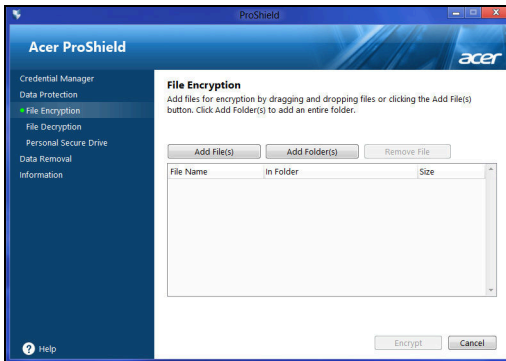 ProShield
Acer ProShield
acer
Credential Manager
Data Protection
File Encryption
File Decryption
Personal Secure Drive
Data Removal
Information
Help
File Encryption
Add files for encryption by dragging and dropping files or clicking the Add File(s)
button. Click Add Folder(s) to add an entire folder.
Add File(s) Add Folder(s) Remove File
File Name In Folder Size
Encrypt Cancel